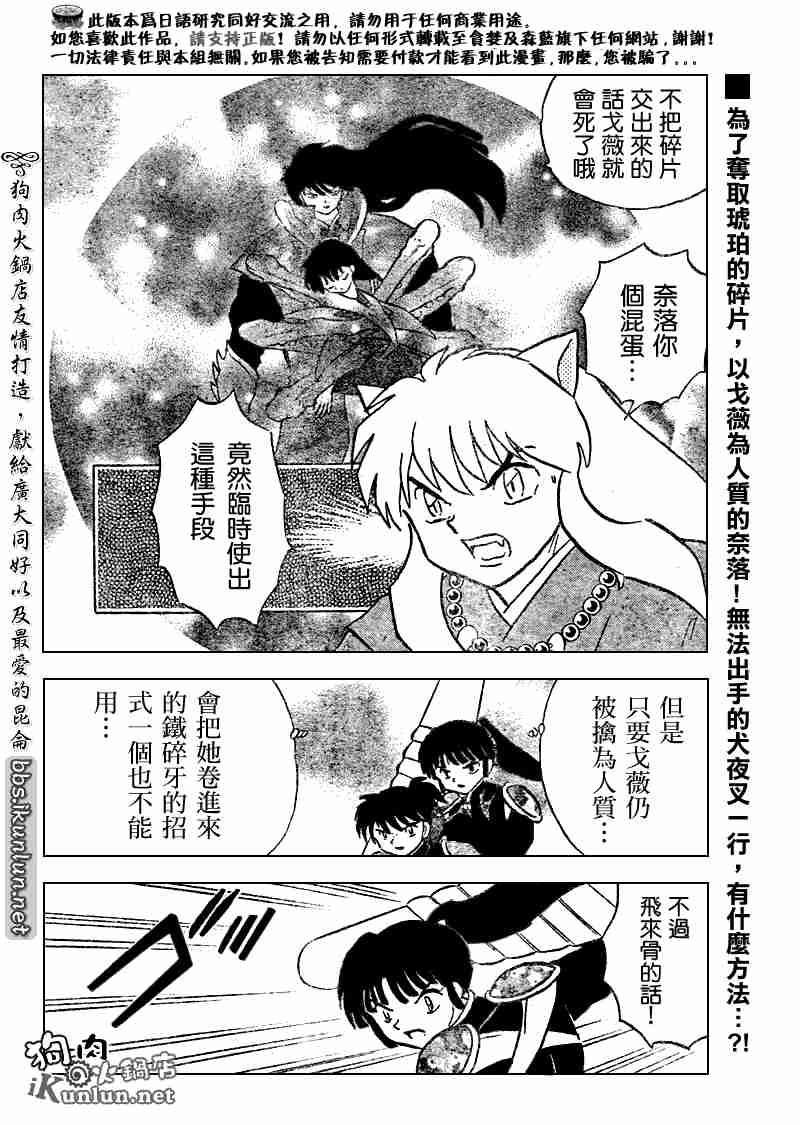 此版本爲日語研究同好交流之用，請勿用于任何商業用途。
如您喜歡此作品，請支持正版！請勿以任何形式轉載至貪婪及森藍旗下任何網站，謝謝！
一切法律責任與本組無關，如果您被告知需要付款才能看到此漫畫，那麼，您被騙了...
■為了奪取琥珀的碎片，以戈薇為人質的奈落！無法出手的犬夜叉一行，有什麼方法…?!
不把碎片
交出來的
話戈薇就
會死了哦
奈落你
個混蛋…
竟然臨時使出
這種手段
但是
只要戈薇仍
被擒為人質…
會把她卷進來
的鐵碎牙的招
式一個也不能
用…
不過
飛來骨的話！
狗肉火鍋店友情打造，獻給廣大同好以及最愛的昆侖
bbs.ikunlun.net
狗肉火鍋店
iKunlun.net